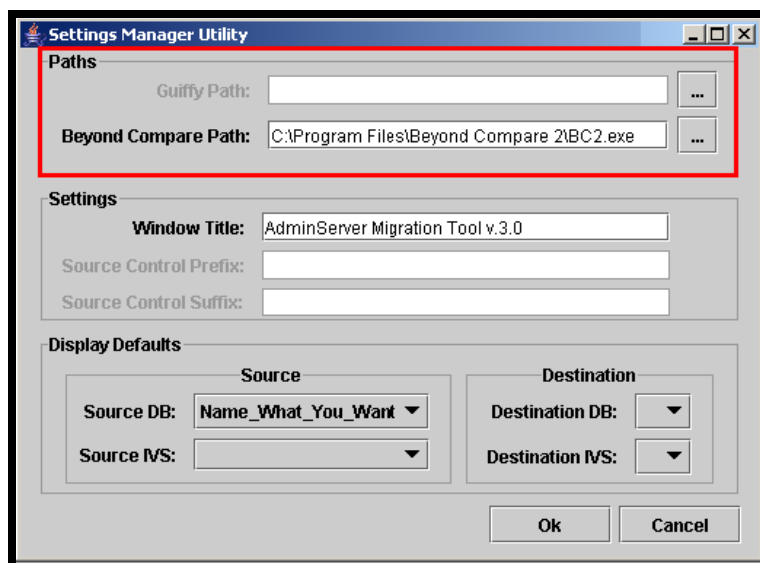 Settings Manager Utility
Paths
Guiffy Path:
...
Beyond Compare Path: C:\Program Files\Beyond Compare 2\BC2.exe ...
Settings
Window Title: AdminServer Migration Tool v.3.0
Source Control Prefix:
Source Control Suffix:
Display Defaults
Source
Source DB: Name_What_You_Want
Source IVS:
Destination
Destination DB:
Destination IVS:
Ok Cancel